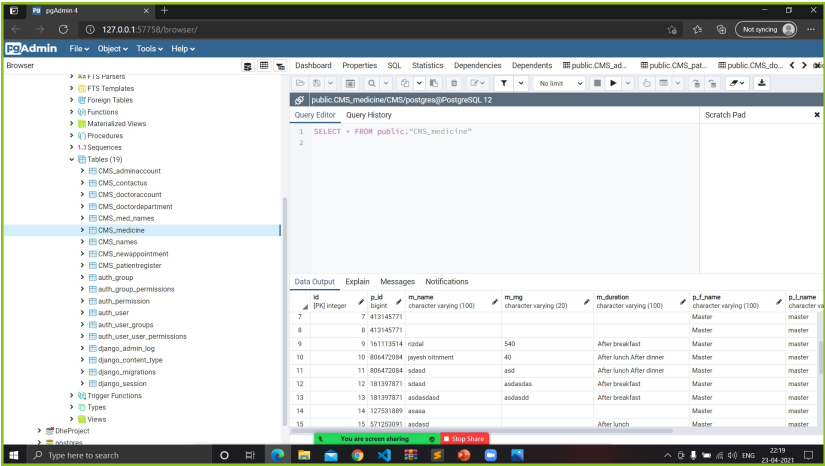 pgAdmin 4
127.0.0.1:57758/browser/
Not syncing
pgAdmin File Object Tools Help
Browser
Dashboard Properties SQL Statistics Dependencies Dependents public.CMS_ad... public.CMS_pat... public.CMS_do...
FTS Parsers
FTS Templates
Foreign Tables
Functions
Materialized Views
Procedures
1..3 Sequences
Tables (19)
CMS_adminaccount
CMS_contactus
CMS_doctoraccount
CMS_doctordepartment
CMS_med_names
CMS_medicine
CMS_names
CMS_newappointment
CMS_patientregister
auth_group
auth_group_permissions
auth_permission
auth_user
auth_user_groups
auth_user_user_permissions
django_admin_log
django_content_type
django_migrations
django_session
Trigger Functions
Types
Views
DheProject
postgres
No limit
public.CMS_medicine/CMS/postgres@PostgreSQL 12
Query Editor Query History
Scratch Pad
1 SELECT * FROM public."CMS_medicine"
2
Data Output Explain Messages Notifications
id p_id m_name m_mg m_duration p_f_name p_l_name
[PK] integer bigint character varying (100) character varying (20) character varying (100) character varying (100) character va
7 7 413145771 Master master
8 8 413145771 Master master
9 9 161113514 rizdal 540 After breakfast Master master
10 10 806472084 jayesh oitnment 40 After lunch After dinner Master master
11 11 806472084 sdasd asd After lunch After dinner Master master
12 12 181397871 sdasd asdasdas After breakfast Master master
13 13 181397871 asdasdasd asdasdd After breakfast Master master
14 14 127531889 asasa Master master
15 15 571253091 asdasd After lunch Master master
You are screen sharing Stop Share
Type here to search
ENG
22:19
23-04-2021